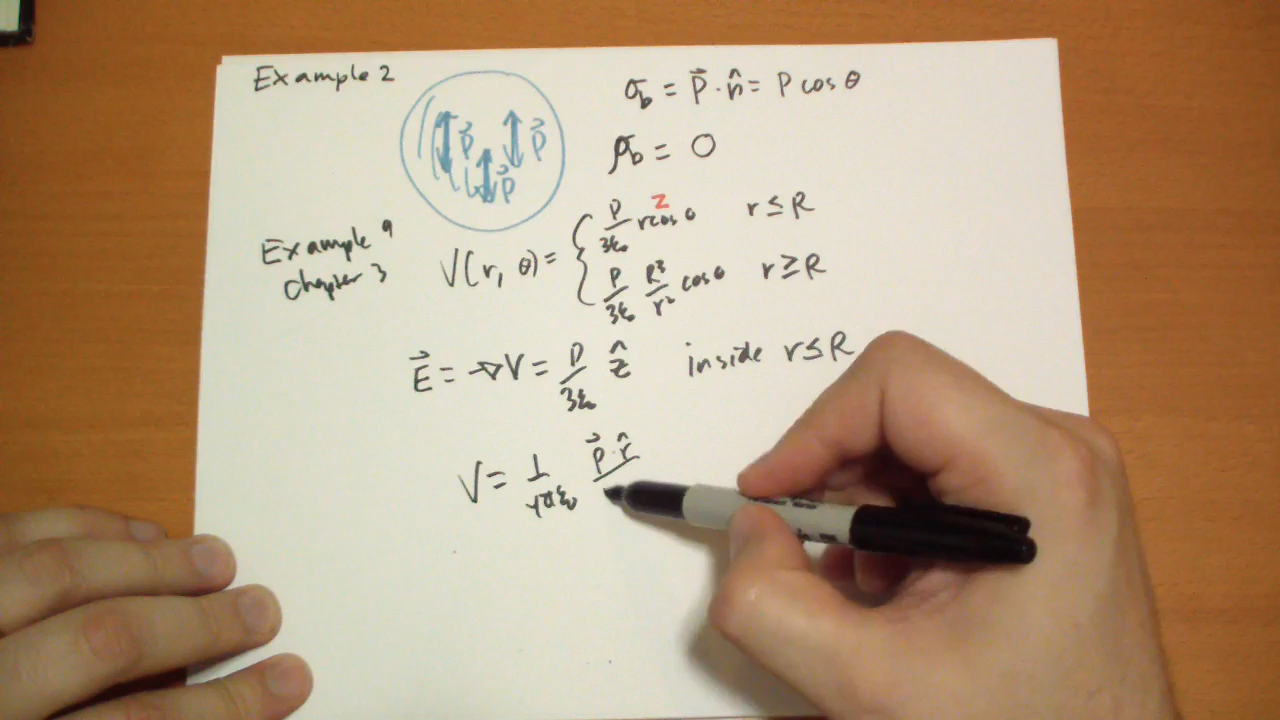 Example 2
P⃗ P⃗
P⃗
σb = P⃗ · n̂ = P cos θ
ρb = 0
Example 9
chapter 3
V(r, θ) = { P/3ε₀ r cos θ r ≤ R
z
P/3ε₀ R³/r² cos θ r ≥ R
E⃗ = -∇V = P/3ε₀ ẑ inside r ≤ R
V = 1/4πε₀ P⃗ · r̂